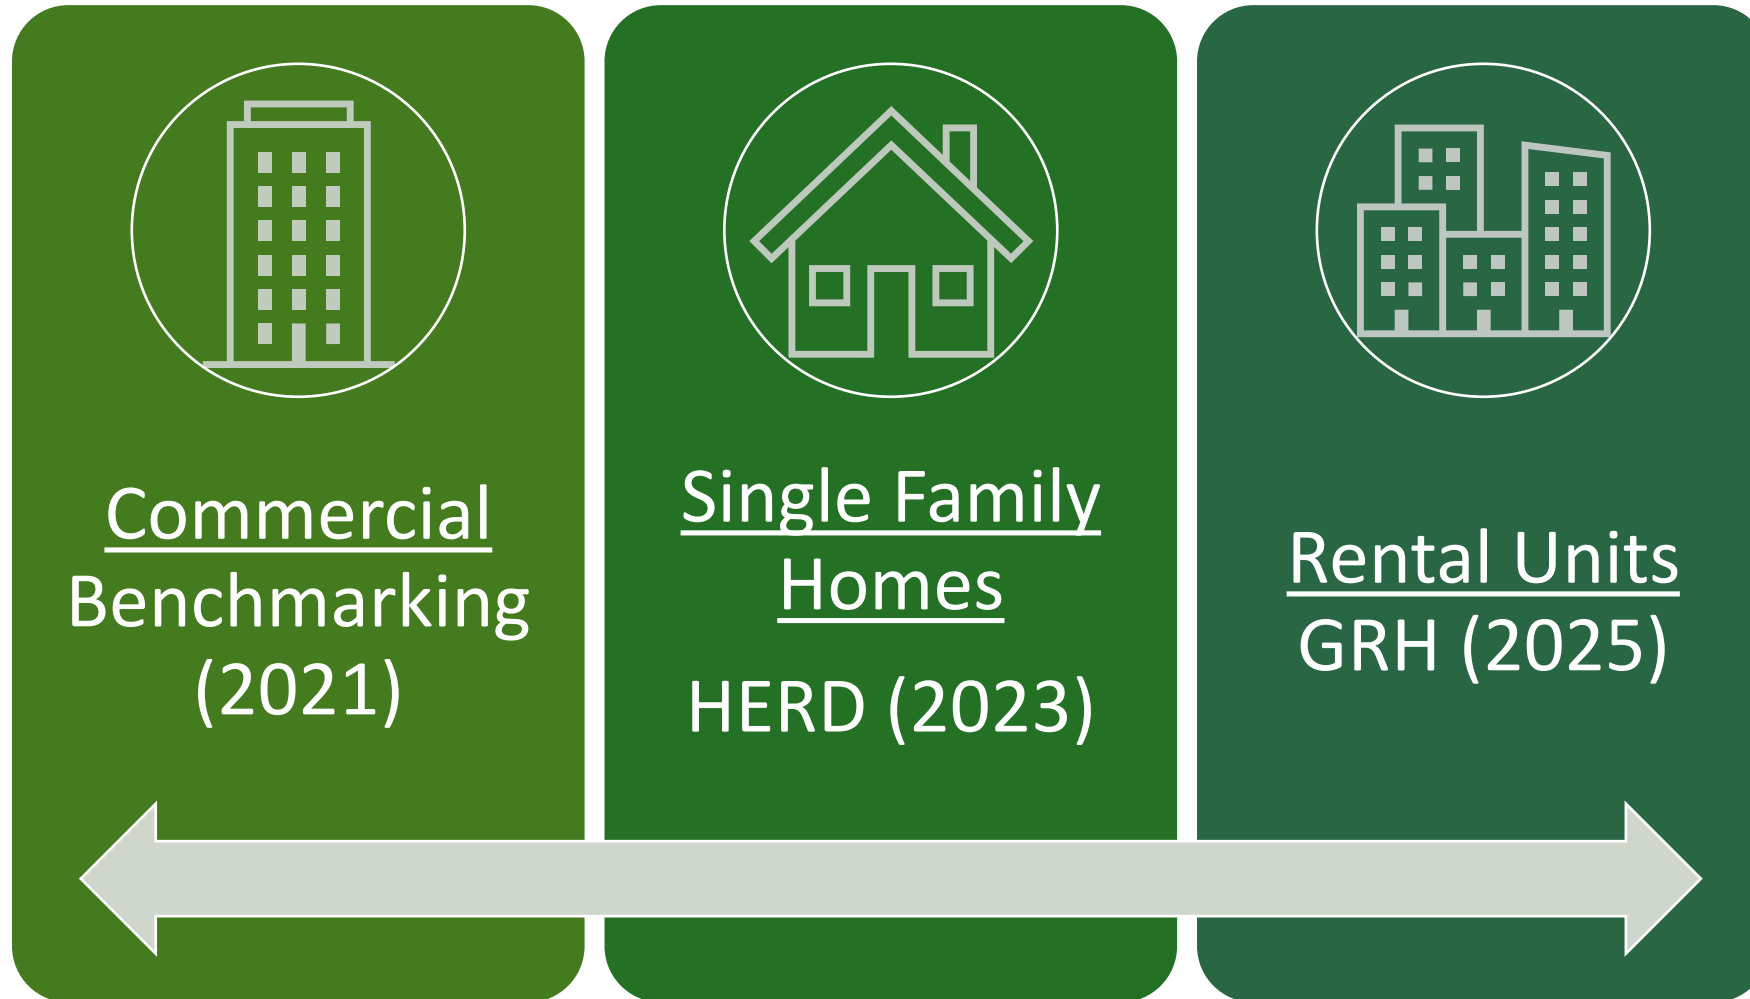 Commercial
Benchmarking
(2021)
Single Family
Homes
HERD (2023)
Rental Units
GRH (2025)